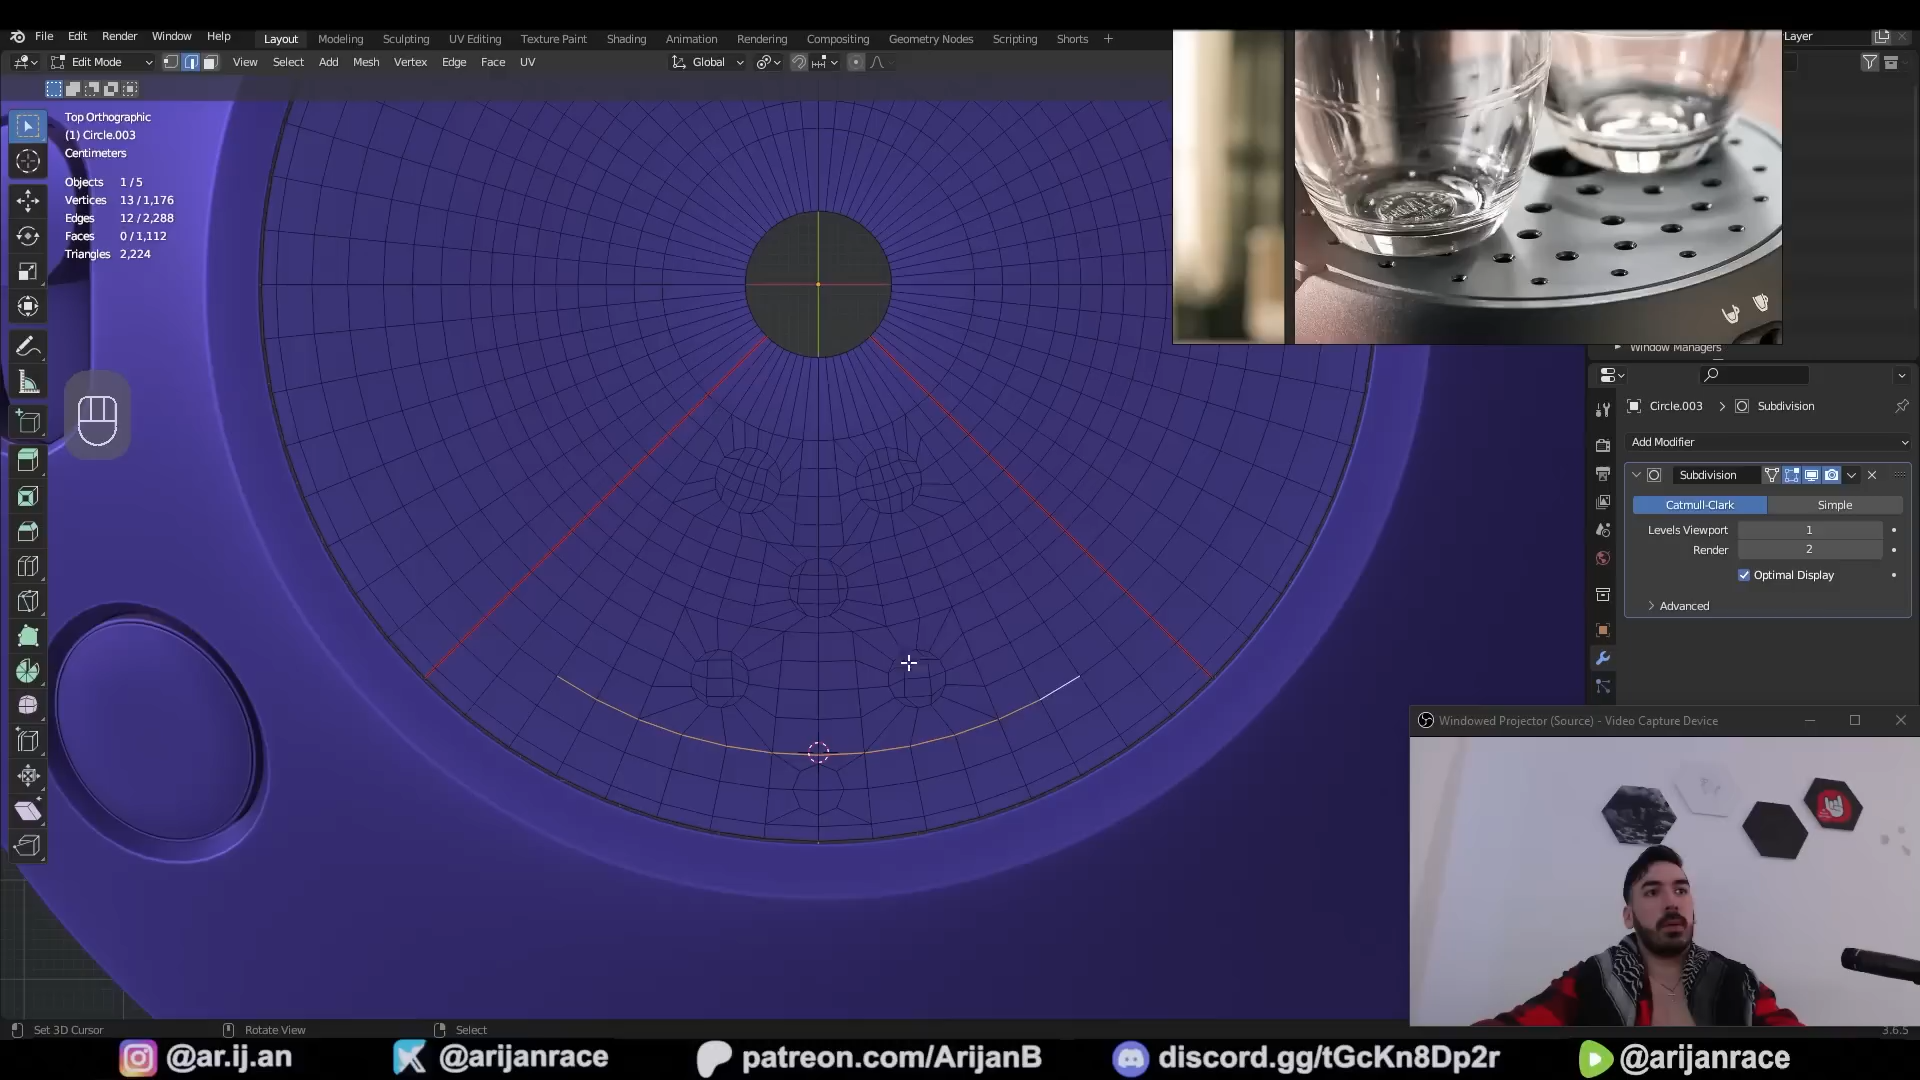 File Edit Render Window Help
Layout Modeling Sculpting UV Editing Texture Paint Shading Animation Rendering Compositing Geometry Nodes Scripting Shorts +
Layer
Edit Mode
View Select Add Mesh Vertex Edge Face UV
Global
Top Orthographic
(1) Circle.003
Centimeters
Objects 1 / 5
Vertices 13 / 1,176
Edges 12 / 2,288
Faces 0 / 1,112
Triangles 2,224
Window Managers
Circle.003 > Subdivision
Add Modifier
Subdivision
Catmull-Clark Simple
Levels Viewport 1
Render 2
Optimal Display
Advanced
Windowed Projector (Source) - Video Capture Device
Set 3D Cursor Rotate View Select
3.6.5
@ar.ij.an @arijanrace patreon.com/ArijanB discord.gg/tGcKn8Dp2r @arijanrace